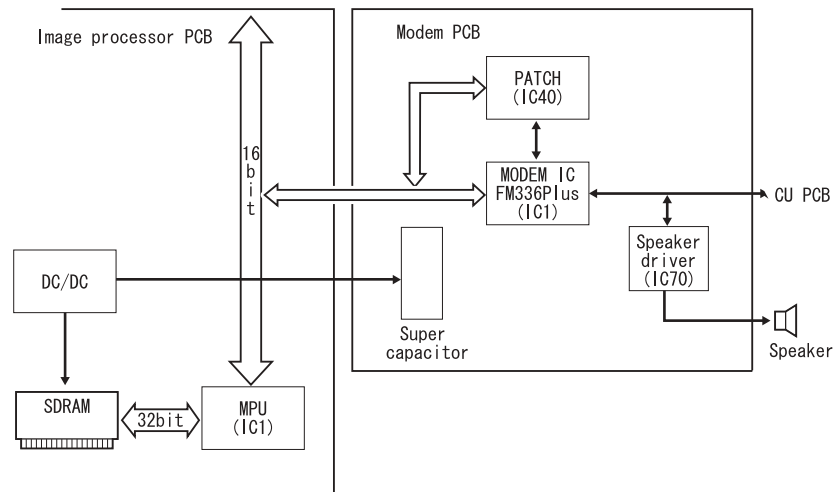 Image processor PCB
Modem PCB
PATCH
(IC40)
16
bit
MODEM IC
FM336Plus
(IC1)
CU PCB
Speaker
driver
(IC70)
DC/DC
Super
capacitor
Speaker
SDRAM
32bit
MPU
(IC1)